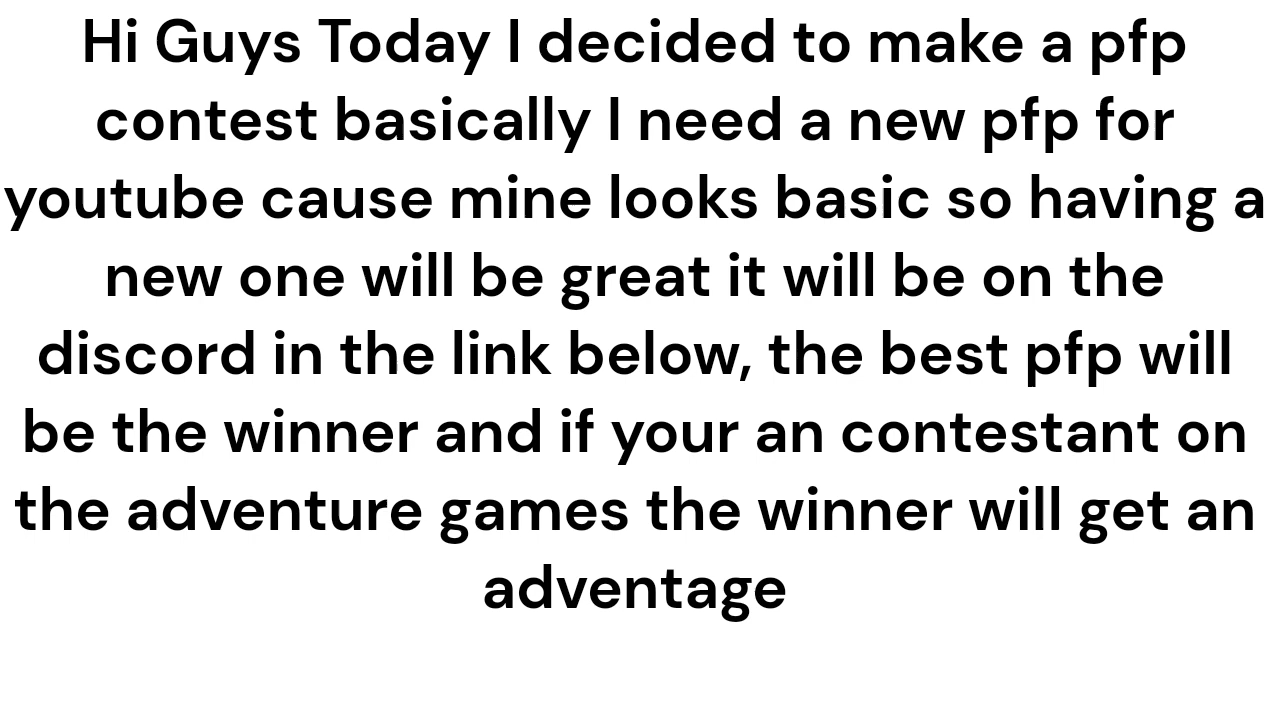 Hi Guys Today I decided to make a pfp
contest basically I need a new pfp for
youtube cause mine looks basic so having a
new one will be great it will be on the
discord in the link below, the best pfp will
be the winner and if your an contestant on
the adventure games the winner will get an
adventage